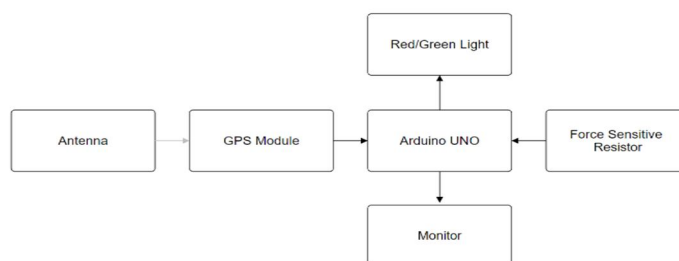 Red/Green Light
Antenna
GPS Module
Arduino UNO
Force Sensitive
Resistor
Monitor